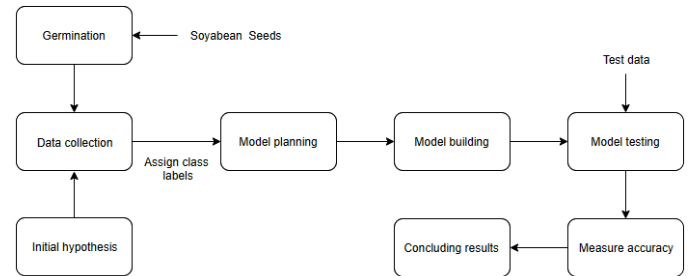 Germination
Soyabean Seeds
Test data
Data collection
Model planning
Model building
Model testing
Assign class
labels
Initial hypothesis
Concluding results
Measure accuracy